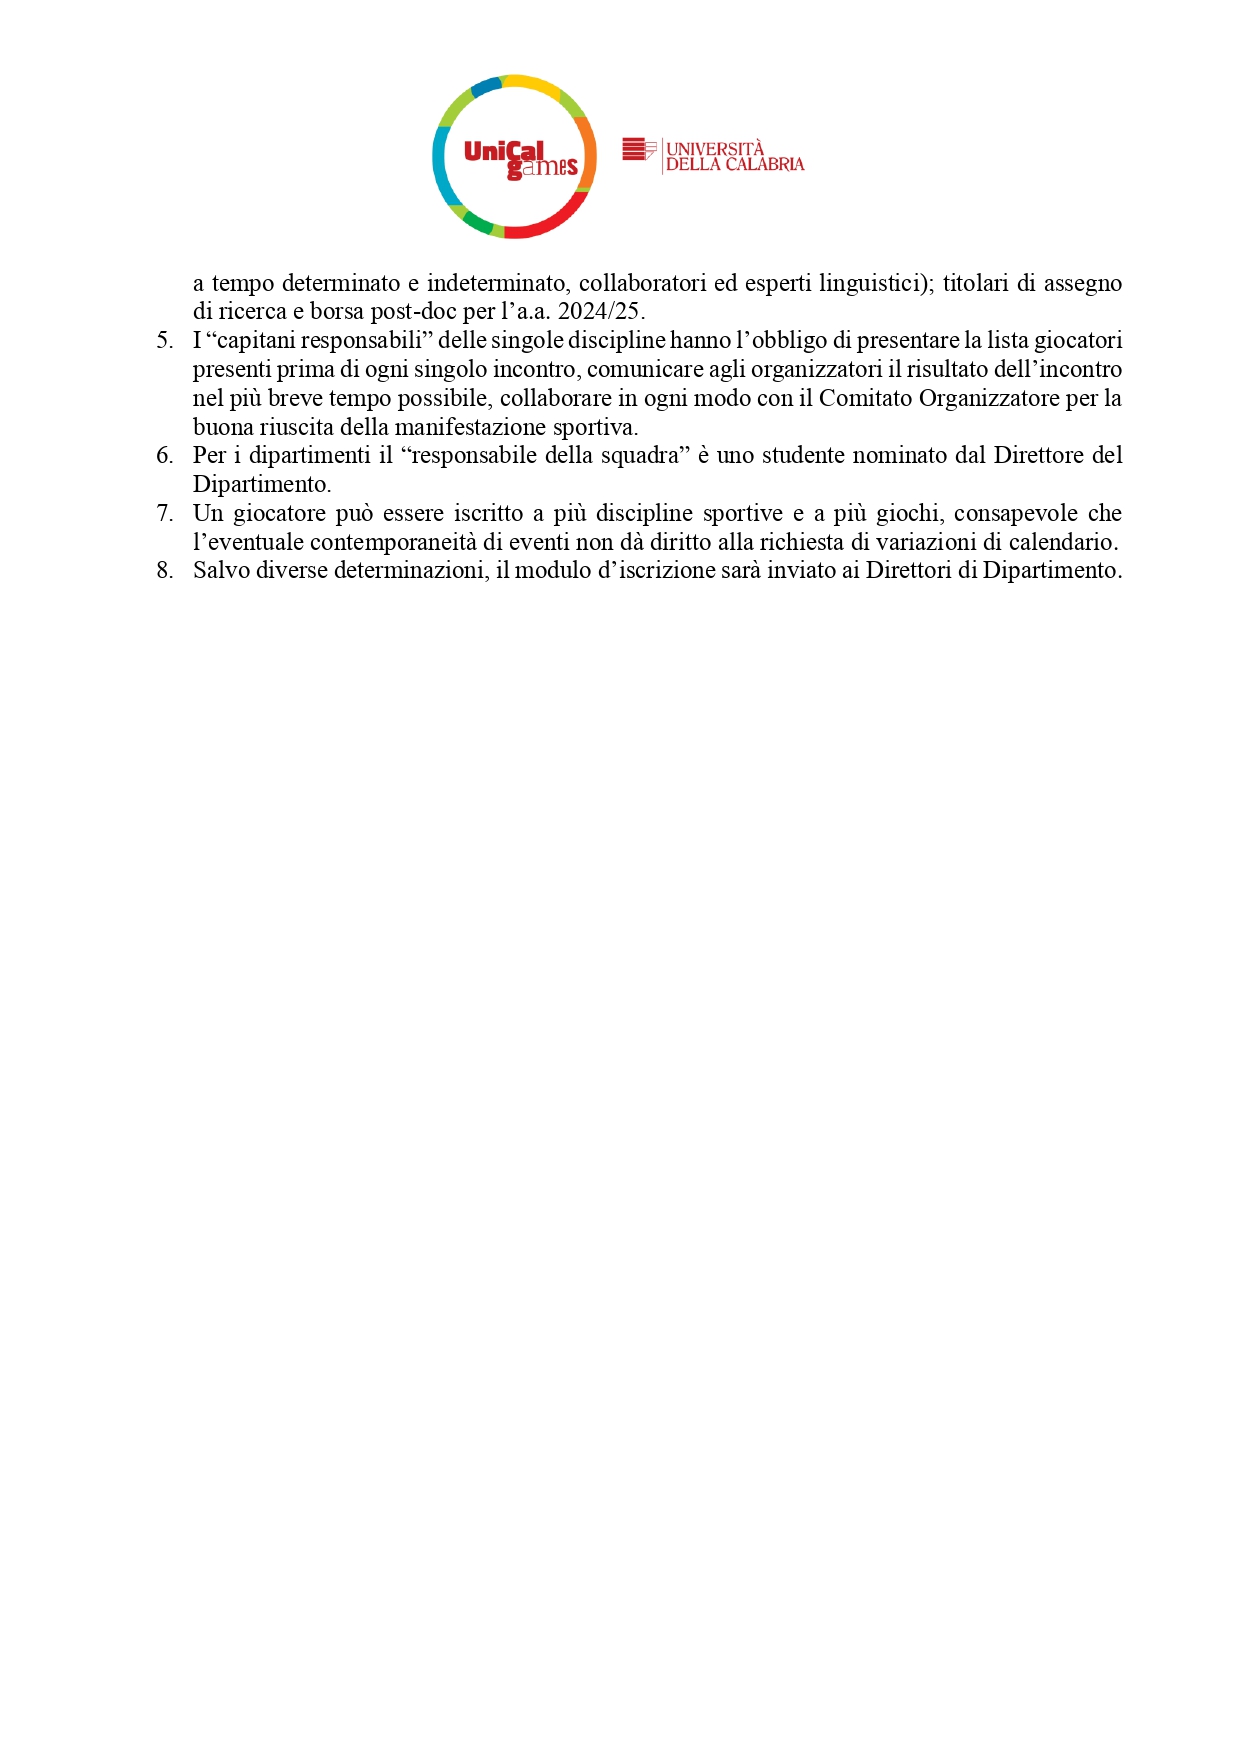 UniCal
games
UNIVERSITÀ
DELLA CALABRIA
a tempo determinato e indeterminato, collaboratori ed esperti linguistici); titolari di assegno
di ricerca e borsa post-doc per l’a.a. 2024/25.
5. I “capitani responsabili” delle singole discipline hanno l’obbligo di presentare la lista giocatori
presenti prima di ogni singolo incontro, comunicare agli organizzatori il risultato dell’incontro
nel più breve tempo possibile, collaborare in ogni modo con il Comitato Organizzatore per la
buona riuscita della manifestazione sportiva.
6. Per i dipartimenti il “responsabile della squadra” è uno studente nominato dal Direttore del
Dipartimento.
7. Un giocatore può essere iscritto a più discipline sportive e a più giochi, consapevole che
l’eventuale contemporaneità di eventi non dà diritto alla richiesta di variazioni di calendario.
8. Salvo diverse determinazioni, il modulo d’iscrizione sarà inviato ai Direttori di Dipartimento.